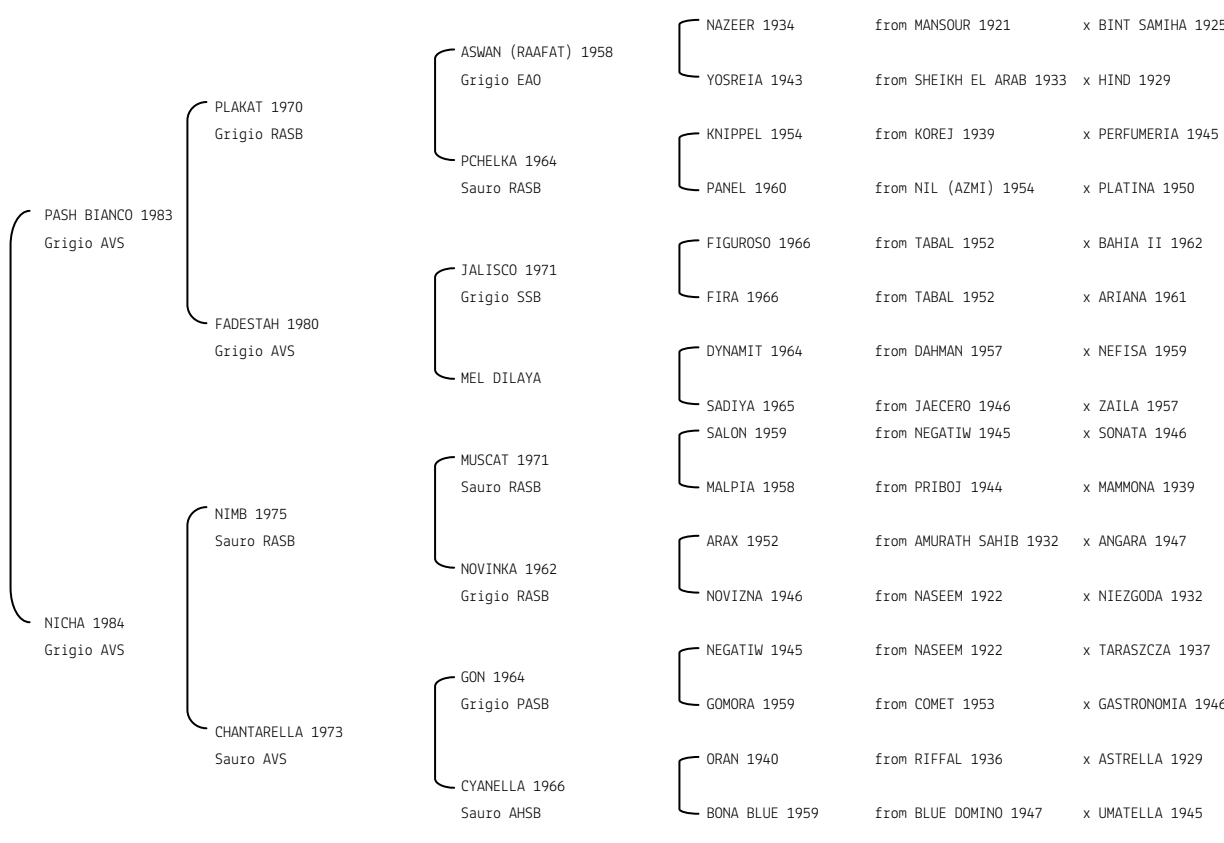 NAZEER 1934 from MANSOUR 1921 x BINT SAMIHA 1925
ASWAN (RAAFAT) 1958
Grigio EAO
YOSREIA 1943 from SHEIKH EL ARAB 1933 x HIND 1929
PLAKAT 1970
Grigio RASB
KNIPPEL 1954 from KOREJ 1939 x PERFUMERIA 1945
PCHELKA 1964
Sauro RASB
PANEL 1960 from NIL (AZMI) 1954 x PLATINA 1950
PASH BIANCO 1983
Grigio AVS
FIGUROSO 1966 from TABAL 1952 x BAHIA II 1962
JALISCO 1971
Grigio SSB
FIRA 1966 from TABAL 1952 x ARIANA 1961
FADESTAH 1980
Grigio AVS
DYNAMIT 1964 from DAHMAN 1957 x NEFISA 1959
MEL DILAYA
SADIYA 1965 from JAECERO 1946 x ZAILA 1957
SALON 1959 from NEGATIW 1945 x SONATA 1946
MUSCAT 1971
Sauro RASB
MALPIA 1958 from PRIBOJ 1944 x MAMMONA 1939
NIMB 1975
Sauro RASB
ARAX 1952 from AMURATH SAHIB 1932 x ANGARA 1947
NOVINKA 1962
Grigio RASB
NOVIZNA 1946 from NASEEM 1922 x NIEZGODA 1932
NICHA 1984
Grigio AVS
NEGATIW 1945 from NASEEM 1922 x TARASZCZA 1937
GON 1964
Grigio PASB
GOMORA 1959 from COMET 1953 x GASTRONOMIA 1946
CHANTARELLA 1973
Sauro AVS
ORAN 1940 from RIFFAL 1936 x ASTRELLA 1929
CYANELLA 1966
Sauro AHSB
BONA BLUE 1959 from BLUE DOMINO 1947 x UMATELLA 1945